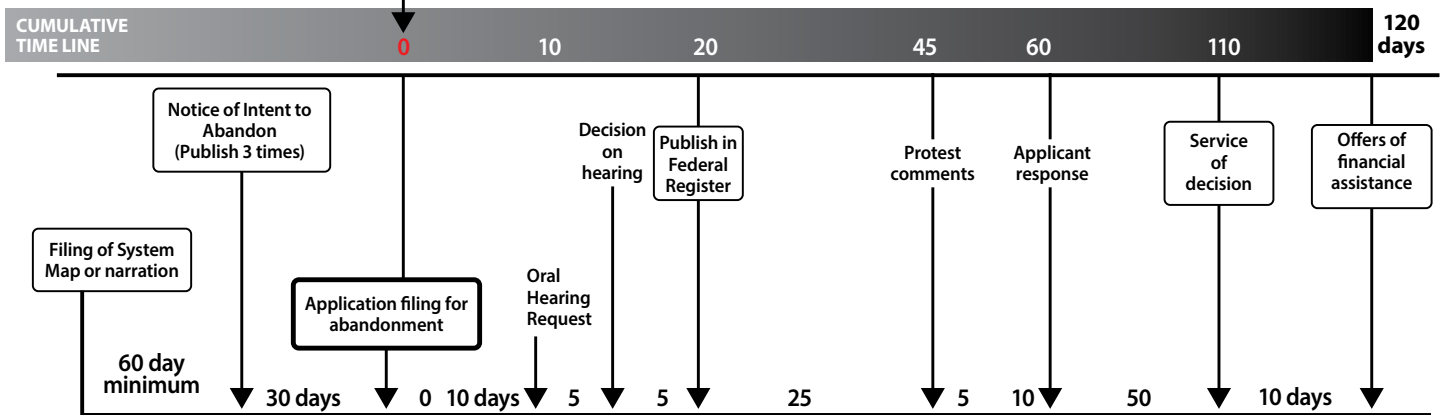 CUMULATIVE
TIME LINE
0
10
20
45
60
110
120
days
Notice of Intent to
Abandon
(Publish 3 times)
Decision
on
hearing
Publish in
Federal
Register
Protest
comments
Applicant
response
Service
of
decision
Offers of
financial
assistance
Filing of System
Map or narration
Application filing for
abandonment
Oral
Hearing
Request
60 day
minimum
30 days
0
10 days
5
5
25
5
10
50
10 days